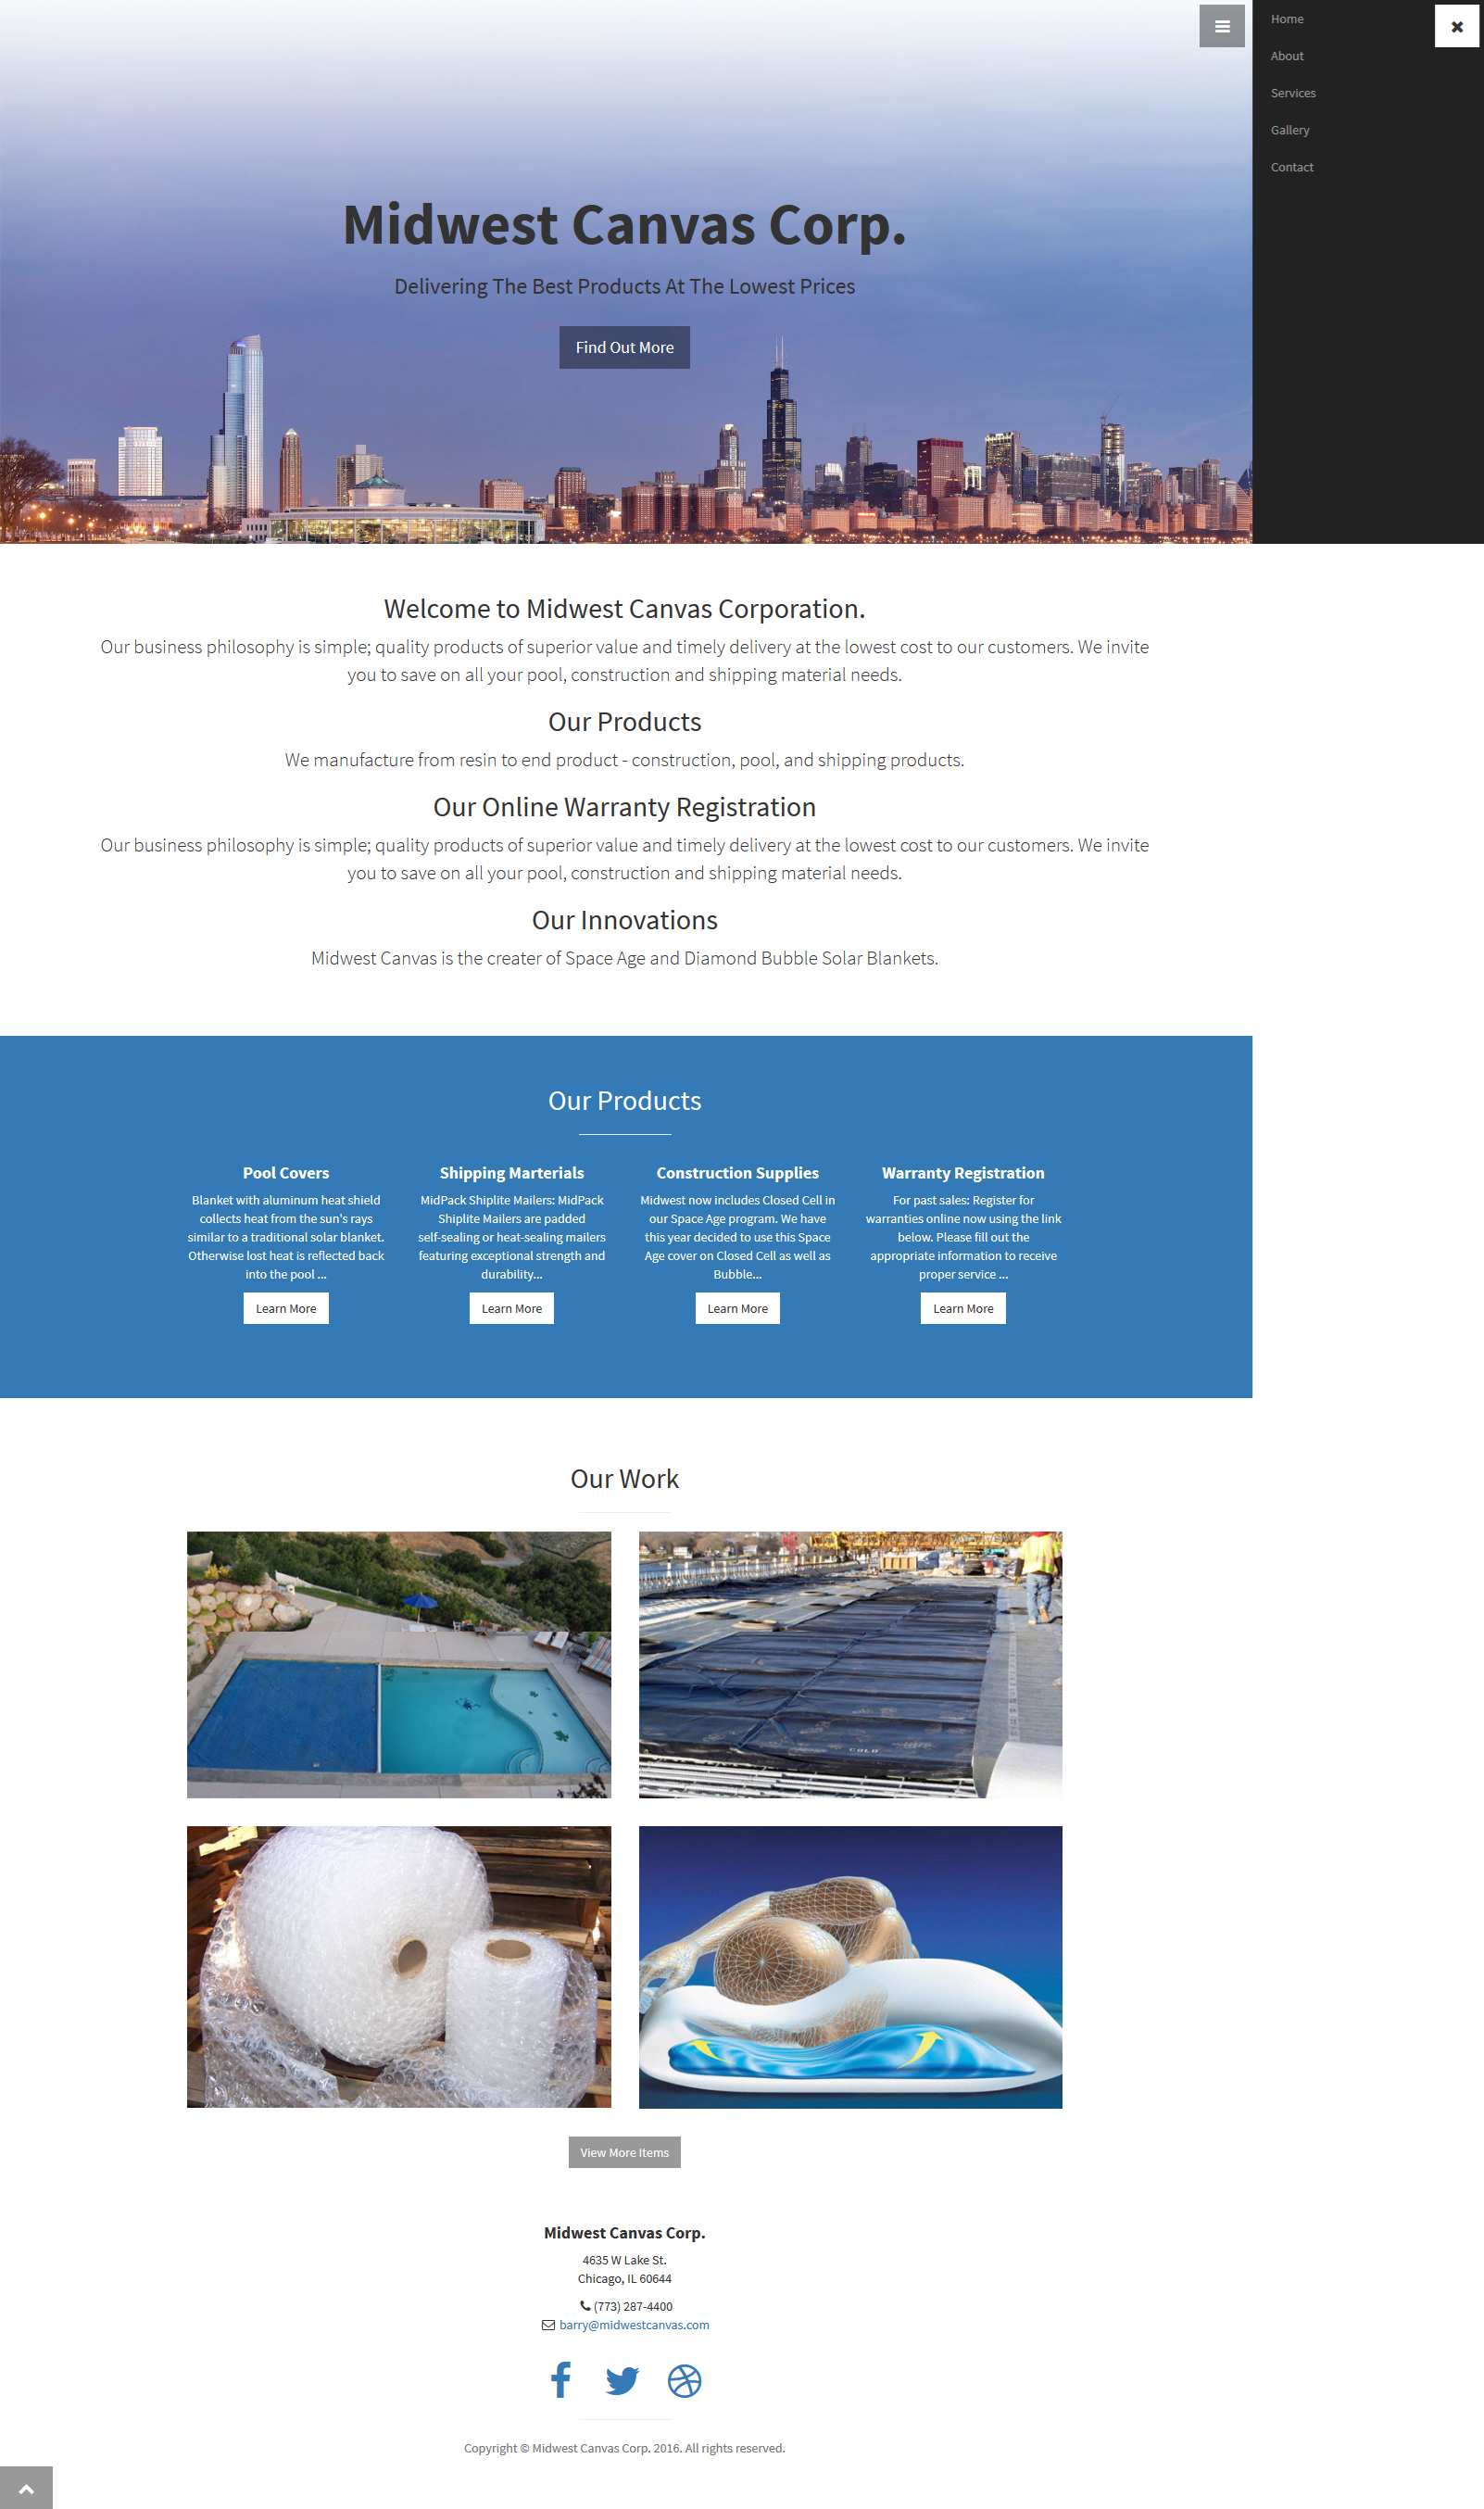 Home
About
Services
Gallery
Contact
Midwest Canvas Corp.
Delivering The Best Products At The Lowest Prices
Find Out More
Welcome to Midwest Canvas Corporation.
Our business philosophy is simple; quality products of superior value and timely delivery at the lowest cost to our customers. We invite
you to save on all your pool, construction and shipping material needs.
Our Products
We manufacture from resin to end product - construction, pool, and shipping products.
Our Online Warranty Registration
Our business philosophy is simple; quality products of superior value and timely delivery at the lowest cost to our customers. We invite
you to save on all your pool, construction and shipping material needs.
Our Innovations
Midwest Canvas is the creater of Space Age and Diamond Bubble Solar Blankets.
Our Products
Pool Covers
Blanket with aluminum heat shield
collects heat from the sun's rays
similar to a traditional solar blanket.
Otherwise lost heat is reflected back
into the pool ...
Learn More
Shipping Marterials
MidPack Shiplite Mailers: MidPack
Shiplite Mailers are padded
self-sealing or heat-sealing mailers
featuring exceptional strength and
durability...
Learn More
Construction Supplies
Midwest now includes Closed Cell in
our Space Age program. We have
this year decided to use this Space
Age cover on Closed Cell as well as
Bubble...
Learn More
Warranty Registration
For past sales: Register for
warranties online now using the link
below. Please fill out the
appropriate information to receive
proper service ...
Learn More
Our Work
COLD
View More Items
Midwest Canvas Corp.
4635 W Lake St.
Chicago, IL 60644
(773) 287-4400
barry@midwestcanvas.com
Copyright © Midwest Canvas Corp. 2016. All rights reserved.